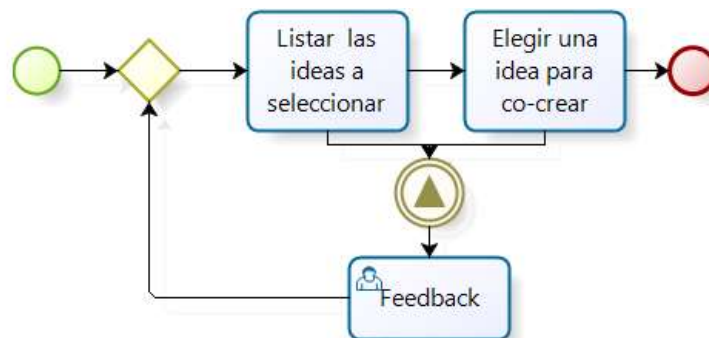 Listar las
ideas a
seleccionar
Elegir una
idea para
co-crear
Feedback